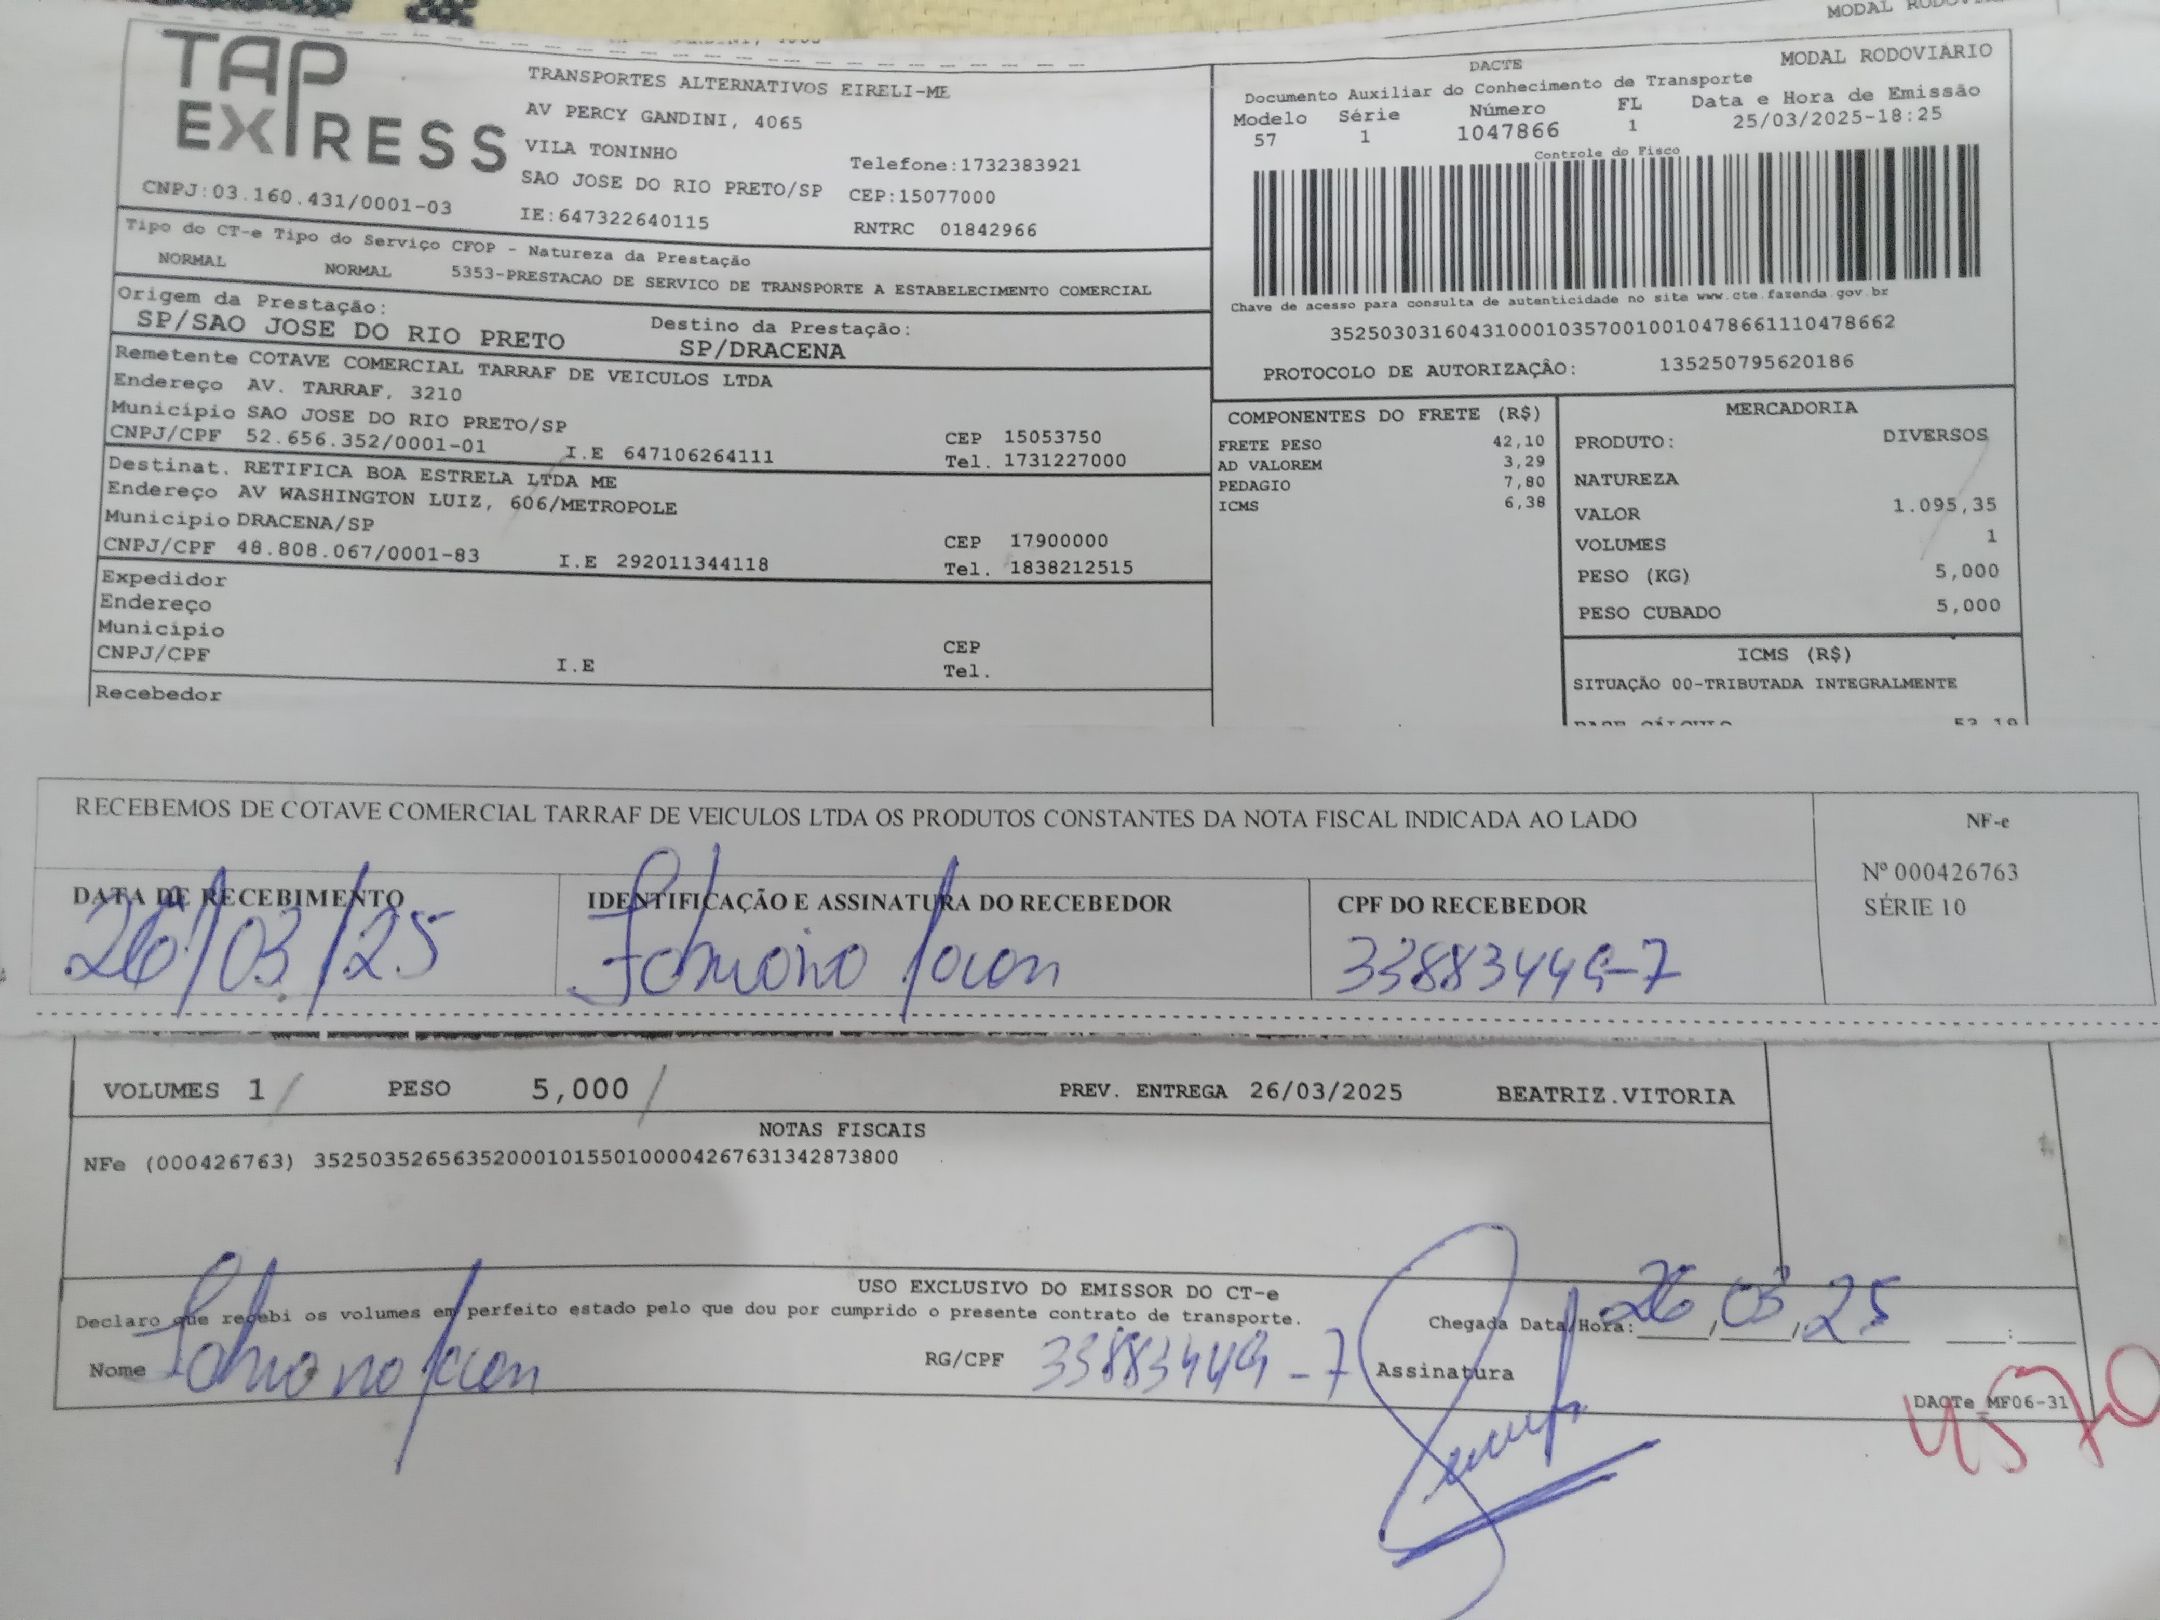 MODAL
TAP
EXPRESS
CNPJ:03.160.431/0001-03
TRANSPORTES ALTERNATIVOS EIRELI-ME
AV PERCY GANDINI, 4065
VILA TONINHO
Telefone:1732383921
SAO JOSE DO RIO PRETO/SP CEP:15077000
IE:647322640115 RNTRC 01842966
DACTE MODAL RODOVIARIO
Documento Auxiliar do Conhecimento de Transporte
Modelo Série Número FL Data e Hora de Emissão
57 1 1047866 1 25/03/2025-18:25
Controle do Fisco
Chave de acesso para consulta de autenticidade no site www.cte.fazenda.gov.br
35250303160431000103570010010478661110478662
PROTOCOLO DE AUTORIZAÇÂO: 135250795620186
Tipo do CT-e Tipo do Serviço CFOP - Natureza da Prestação
NORMAL NORMAL 5353-PRESTACAO DE SERVICO DE TRANSPORTE A ESTABELECIMENTO COMERCIAL
Origem da Prestação: Destino da Prestação:
SP/SAO JOSE DO RIO PRETO SP/DRACENA
Remetente COTAVE COMERCIAL TARRAF DE VEICULOS LTDA
Endereço AV. TARRAF, 3210
Município SAO JOSE DO RIO PRETO/SP CEP 15053750
CNPJ/CPF 52.656.352/0001-01 I.E 647106264111 Tel. 1731227000
Destinat. RETIFICA BOA ESTRELA LTDA ME
Endereço AV WASHINGTON LUIZ, 606/METROPOLE
Município DRACENA/SP CEP 17900000
CNPJ/CPF 48.808.067/0001-83 I.E 292011344118 Tel. 1838212515
Expedidor
Endereço
Município CEP
CNPJ/CPF I.E Tel.
Recebedor
COMPONENTES DO FRETE (R$)
FRETE PESO 42,10
AD VALOREM 3,29
PEDAGIO 7,80
ICMS 6,38
MERCADORIA
PRODUTO: DIVERSOS
NATUREZA
VALOR 1.095,35
VOLUMES 1
PESO (KG) 5,000
PESO CUBADO 5,000
ICMS (R$)
SITUAÇÃO 00-TRIBUTADA INTEGRALMENTE
RECEBEMOS DE COTAVE COMERCIAL TARRAF DE VEICULOS LTDA OS PRODUTOS CONSTANTES DA NOTA FISCAL INDICADA AO LADO
NF-e
Nº 000426763
SÉRIE 10
DATA DE RECEBIMENTO IDENTIFICAÇÃO E ASSINATURA DO RECEBEDOR CPF DO RECEBEDOR
26/03/25 33883449-7
VOLUMES 1 PESO 5,000 PREV. ENTREGA 26/03/2025 BEATRIZ.VITORIA
NOTAS FISCAIS
NFe (000426763) 35250352656352000101550100004267631342873800
USO EXCLUSIVO DO EMISSOR DO CT-e
Declaro que recebi os volumes em perfeito estado pelo que dou por cumprido o presente contrato de transporte.
Chegada Data/Hora: 26/03/25
Nome RG/CPF 33883449-7 Assinatura
DACTe_MF06-31
4570